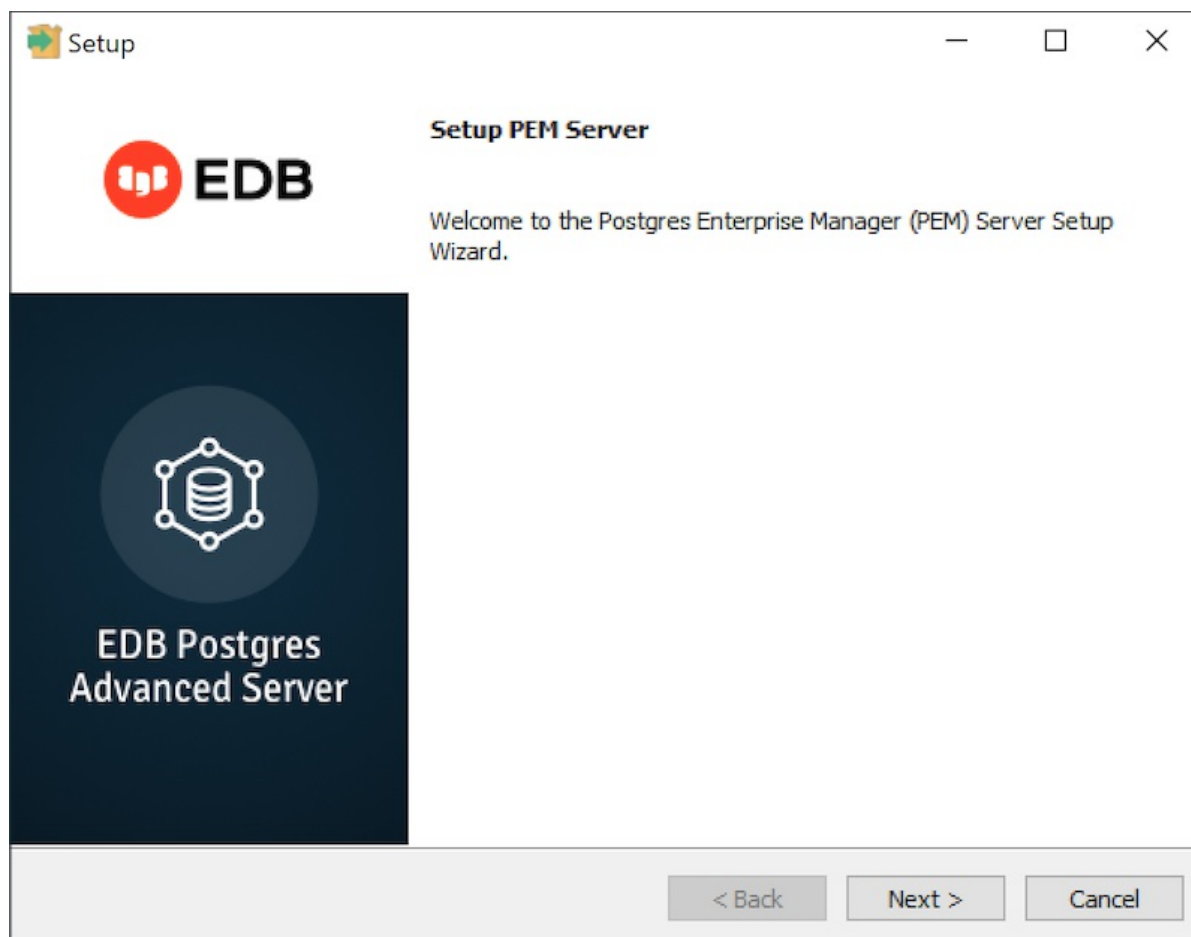 Setup
EDB
Setup PEM Server
Welcome to the Postgres Enterprise Manager (PEM) Server Setup
Wizard.
EDB Postgres
Advanced Server
< Back
Next >
Cancel